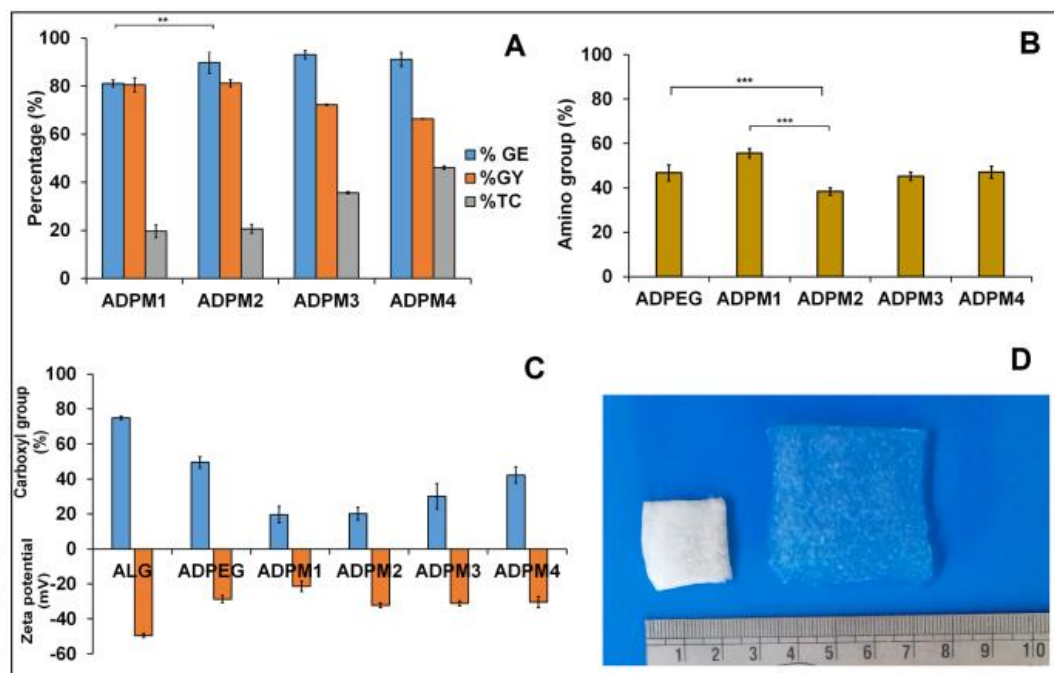 **
A
100
80
60
40
20
0
Percentage (%)
% GE
%GY
%TC
ADPM1 ADPM2 ADPM3 ADPM4
B
100
80
60
40
20
0
Amino group (%)
***
***
ADPEG ADPM1 ADPM2 ADPM3 ADPM4
C
100
80
60
40
20
0
-20
-40
-60
Carboxyl group
(%)
Zeta potential
(mV)
ALG ADPEG ADPM1 ADPM2 ADPM3 ADPM4
D
1 2 3 4 5 6 7 8 9 10